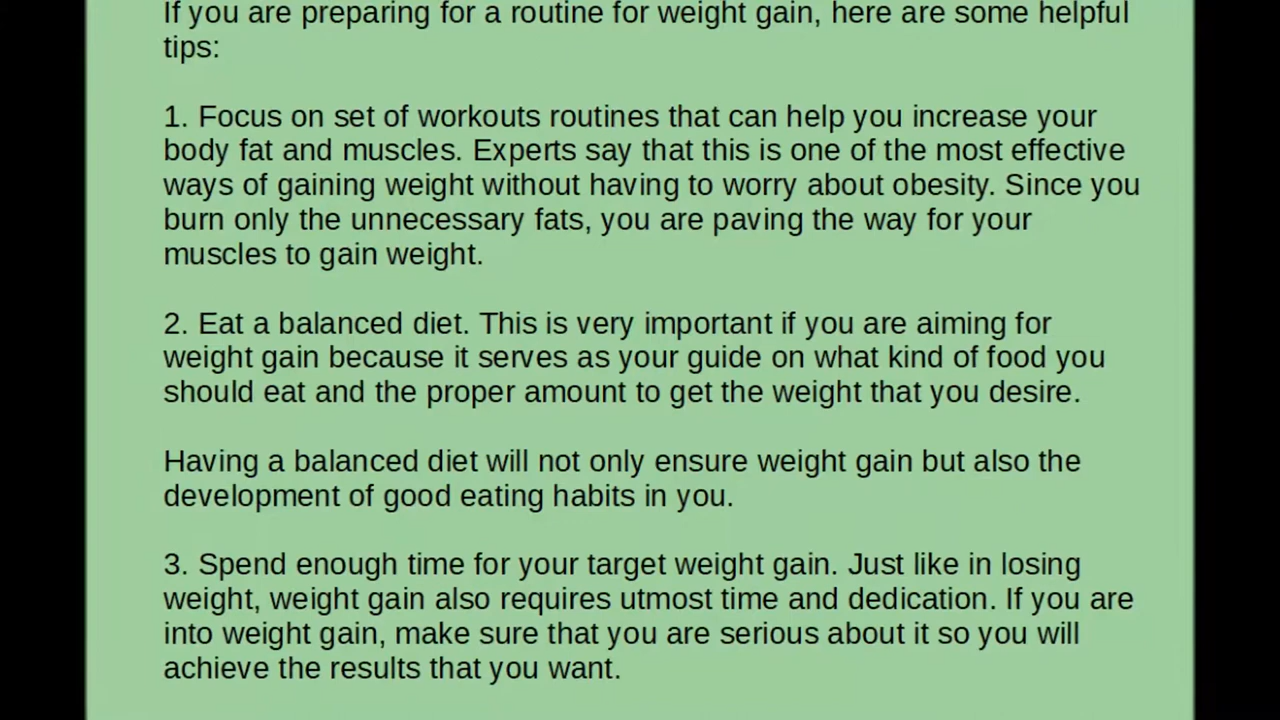 If you are preparing for a routine for weight gain, here are some helpful
tips:
1. Focus on set of workouts routines that can help you increase your
body fat and muscles. Experts say that this is one of the most effective
ways of gaining weight without having to worry about obesity. Since you
burn only the unnecessary fats, you are paving the way for your
muscles to gain weight.
2. Eat a balanced diet. This is very important if you are aiming for
weight gain because it serves as your guide on what kind of food you
should eat and the proper amount to get the weight that you desire.
Having a balanced diet will not only ensure weight gain but also the
development of good eating habits in you.
3. Spend enough time for your target weight gain. Just like in losing
weight, weight gain also requires utmost time and dedication. If you are
into weight gain, make sure that you are serious about it so you will
achieve the results that you want.